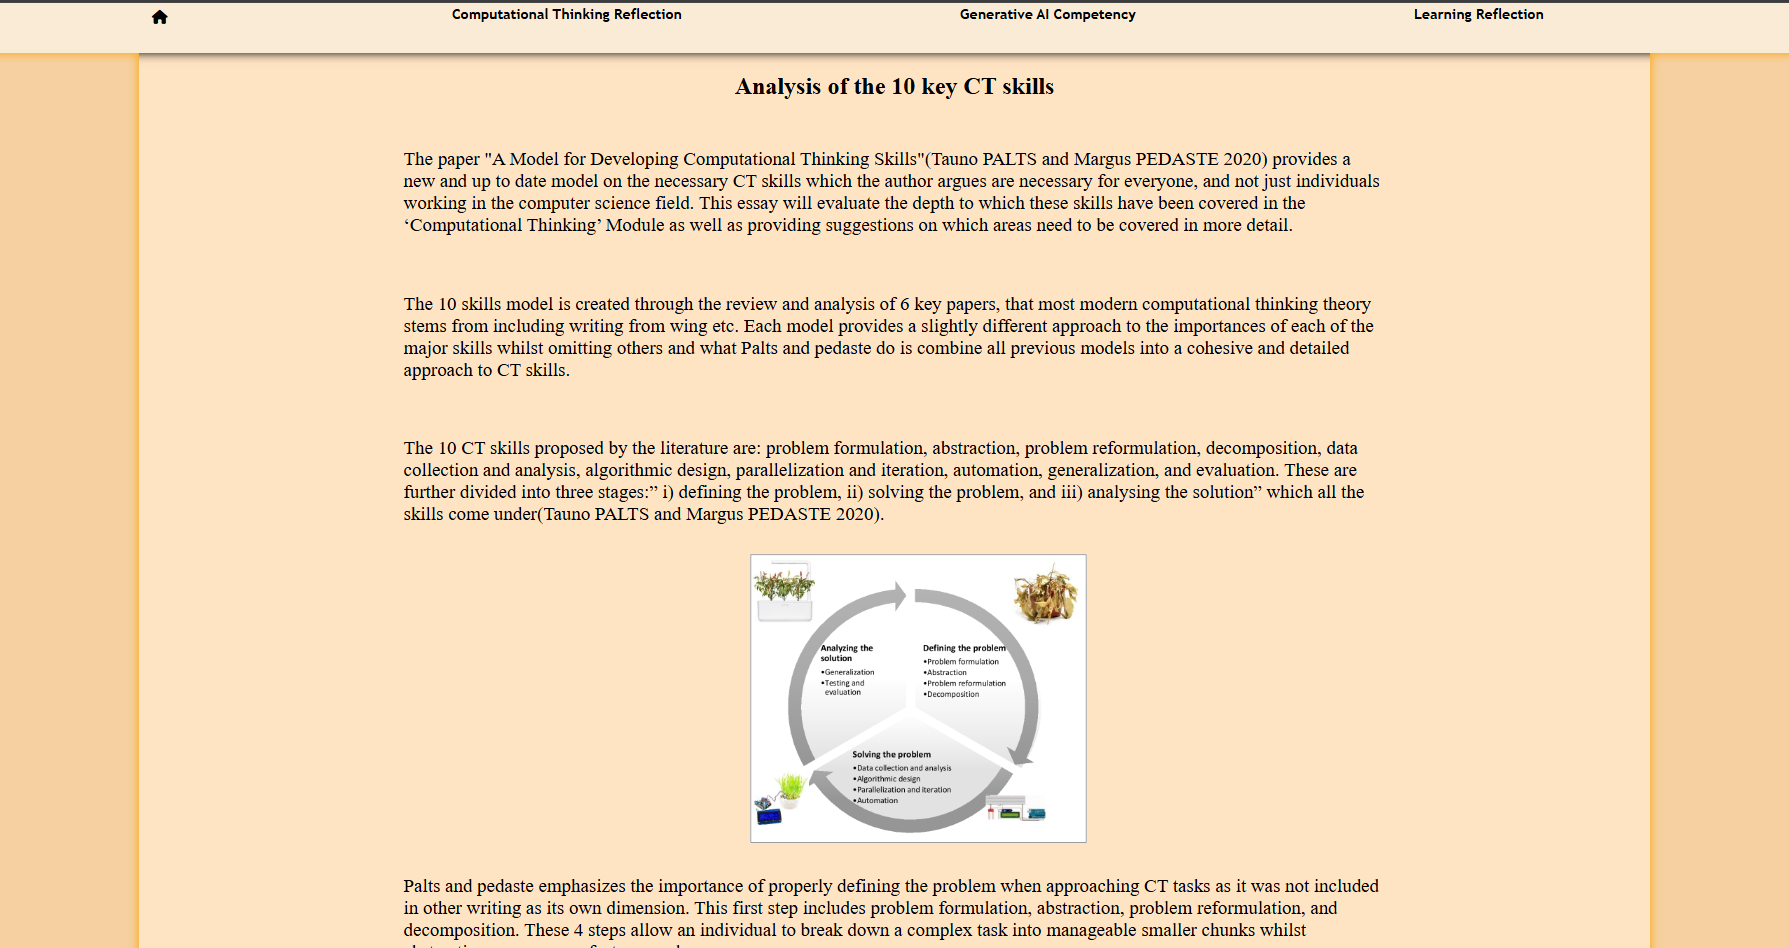 Computational Thinking Reflection
Generative AI Competency
Learning Reflection
Analysis of the 10 key CT skills
The paper "A Model for Developing Computational Thinking Skills"(Tauno PALTS and Margus PEDASTE 2020) provides a
new and up to date model on the necessary CT skills which the author argues are necessary for everyone, and not just individuals
working in the computer science field. This essay will evaluate the depth to which these skills have been covered in the
‘Computational Thinking’ Module as well as providing suggestions on which areas need to be covered in more detail.
The 10 skills model is created through the review and analysis of 6 key papers, that most modern computational thinking theory
stems from including writing from wing etc. Each model provides a slightly different approach to the importances of each of the
major skills whilst omitting others and what Palts and pedaste do is combine all previous models into a cohesive and detailed
approach to CT skills.
The 10 CT skills proposed by the literature are: problem formulation, abstraction, problem reformulation, decomposition, data
collection and analysis, algorithmic design, parallelization and iteration, automation, generalization, and evaluation. These are
further divided into three stages:” i) defining the problem, ii) solving the problem, and iii) analysing the solution” which all the
skills come under(Tauno PALTS and Margus PEDASTE 2020).
Analyzing the
solution
•Generalization
•Testing and
evaluation
Defining the problem
•Problem formulation
•Abstraction
•Problem reformulation
•Decomposition
Solving the problem
•Data collection and analysis
•Algorithmic design
•Parallelization and iteration
•Automation
Palts and pedaste emphasizes the importance of properly defining the problem when approaching CT tasks as it was not included
in other writing as its own dimension. This first step includes problem formulation, abstraction, problem reformulation, and
decomposition. These 4 steps allow an individual to break down a complex task into manageable smaller chunks whilst